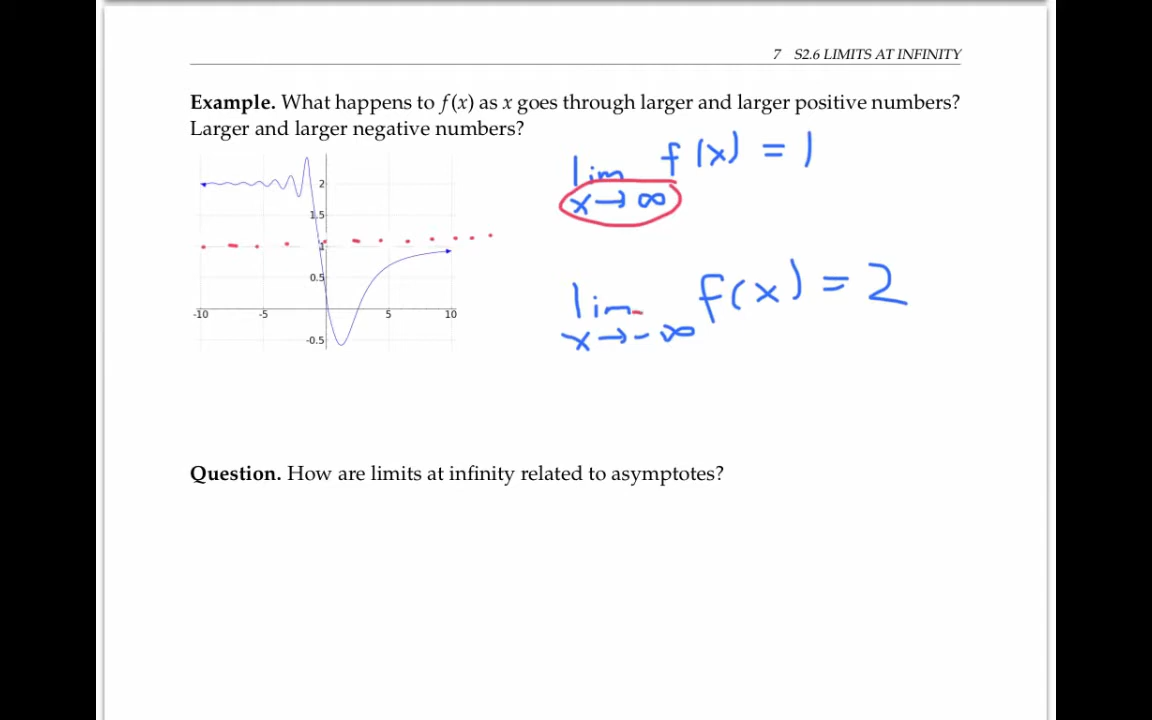 7 S2.6 LIMITS AT INFINITY
Example. What happens to f(x) as x goes through larger and larger positive numbers?
Larger and larger negative numbers?
lim f(x) = 1
x → ∞
2
1.5
1
0.5
-10 -5 5 10
-0.5
lim f(x) = 2
x → -∞
Question. How are limits at infinity related to asymptotes?